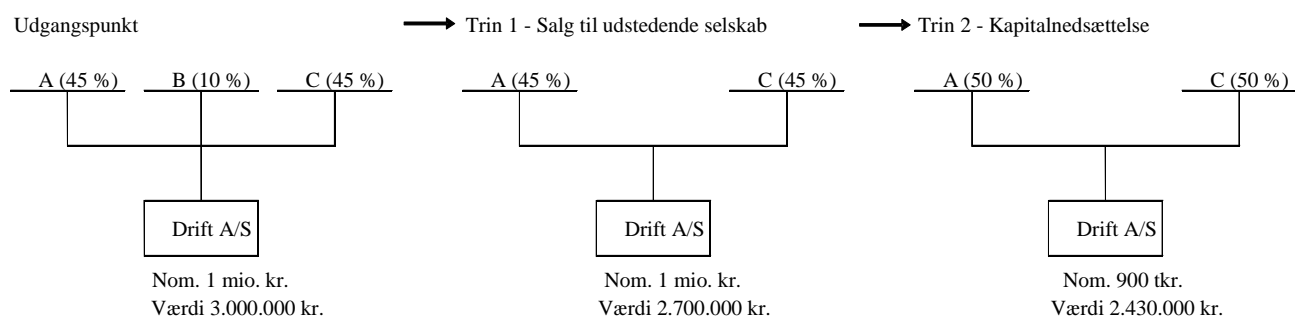 Udgangspunkt Trin 1 - Salg til udstedende selskab Trin 2 - Kapitalnedsættelse
A (45 %) B (10 %) C (45 %) A (45 %) C (45 %) A (50 %) C (50 %)
Drift A/S Drift A/S Drift A/S
Nom. 1 mio. kr. Nom. 1 mio. kr. Nom. 900 tkr.
Værdi 3.000.000 kr. Værdi 2.700.000 kr. Værdi 2.430.000 kr.